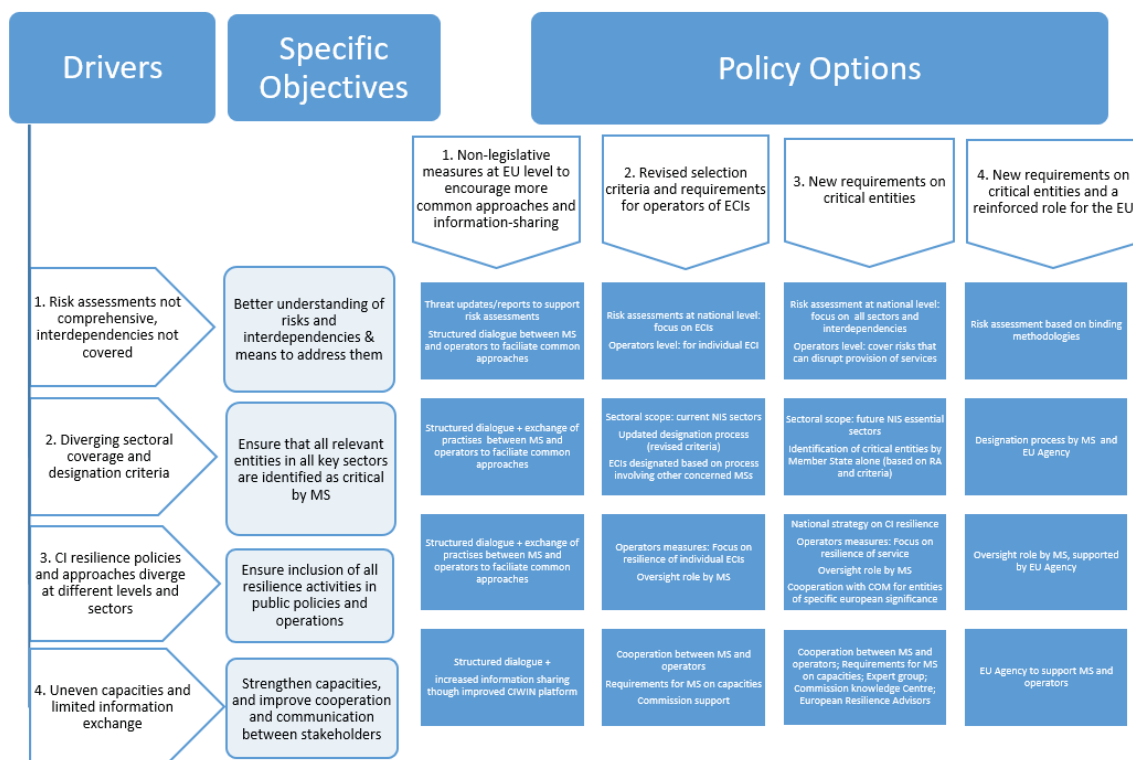 Drivers
Specific
Objectives
Policy Options
1. Non-legislative
measures at EU level to
encourage more
common approaches and
information-sharing
2. Revised selection
criteria and requirements
for operators of ECIs
3. New requirements on
critical entities
4. New requirements on
critical entities and a
reinforced role for the EU
1. Risk assessments not
comprehensive,
interdependencies not
covered
Better understanding of
risks and
interdependencies &
means to address them
Threat updates/reports to support
risk assessments
Structured dialogue between MS
and operators to faciliate common
approaches
Risk assessments at national level:
focus on ECIs
Operators level: for individual ECI
Risk assessment at national level:
focus on  all sectors and
interdependencies
Operators level: cover risks that
can disrupt provision of services
Risk assessment based on binding
methodologies
2. Diverging sectoral
coverage and
designation criteria
Ensure that all relevant
entities in all key sectors
are identified as critical
by MS
Structured dialogue + exchange of
practises  between MS and
operators to faciliate common
approaches
Sectoral scope: current NIS sectors
Updated designation process
(revised criteria)
ECIs designated based on process
involving other concerned MSs
Sectoral scope: future NIS essential
sectors
Identification of critical entities by
Member State alone (based on RA
and criteria)
Designation process by MS  and
EU Agency
3. CI resilience policies
and approaches diverge
at different levels and
sectors
Ensure inclusion of all
resilience activities in
public policies and
operations
Structured dialogue + exchange of
practises between MS and
operators to faciliate common
approaches
Operators measures: Focus on
resilience of individual ECIs
Oversight role by MS
National strategy on CI resilience
Operators measures: Focus on
resilience of service
Oversight role by MS
Cooperation with COM for entities
of specific european significance
Oversight role by MS, supported
by EU Agency
4. Uneven capacities and
limited information
exchange
Strengthen capacities,
and improve cooperation
and communication
between stakeholders
Structured dialogue +
increased information sharing
though improved CIWIN platform
Cooperation between MS and
operators
Requirements for MS on capacities
Commission support
Cooperation between MS and
operators; Requirements for MS
on capacities; Expert group;
Commission knowledge Centre;
European Resilience Advisors
EU Agency to support MS and
operators